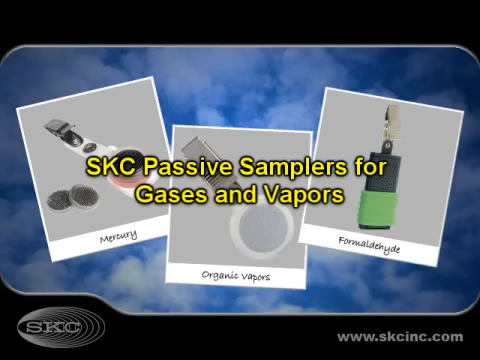 SKC Passive Samplers for
Gases and Vapors
Mercury
Organic Vapors
Formaldehyde
SKC
www.skcinc.com